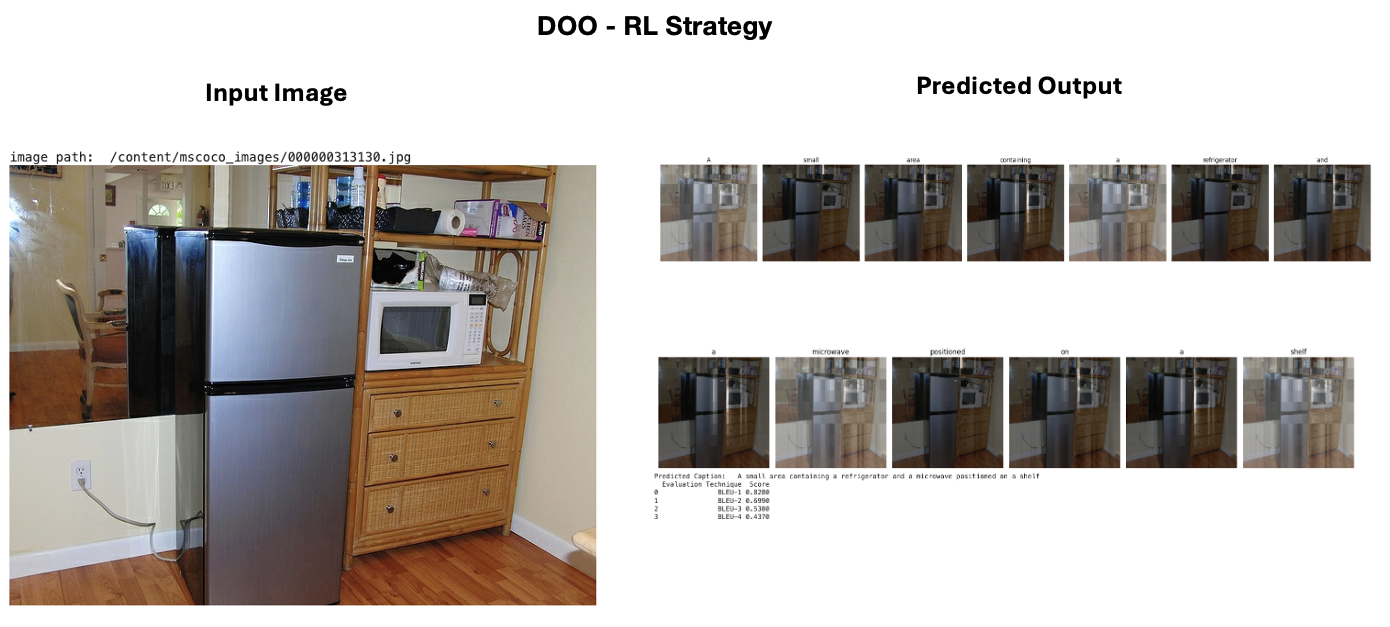 DOO - RL Strategy
Input Image
Predicted Output
image path: /content/mscoco_images/000000313130.jpg
A small area containing a refrigerator and
a microwave positioned on a shelf
Predicted Caption: A small area containing a refrigerator and a microwave positioned on a shelf
Evaluation Technique Score
0 BLEU-1 0.8280
1 BLEU-2 0.6990
2 BLEU-3 0.5380
3 BLEU-4 0.4370